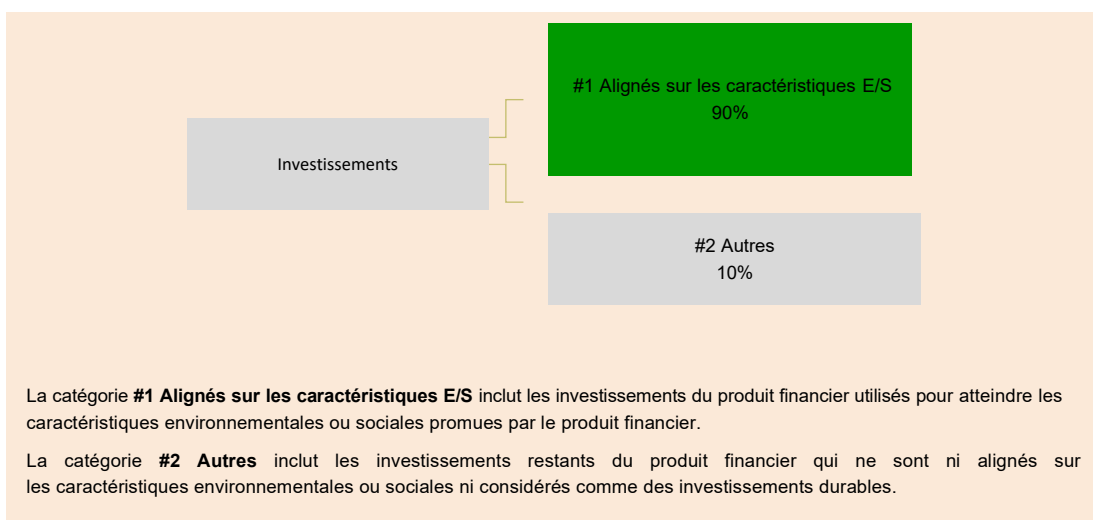 #1 Alignés sur les caractéristiques E/S
90%
Investissements
#2 Autres
10%
La catégorie #1 Alignés sur les caractéristiques E/S inclut les investissements du produit financier utilisés pour atteindre les
caractéristiques environnementales ou sociales promues par le produit financier.
La catégorie #2 Autres inclut les investissements restants du produit financier qui ne sont ni alignés sur
les caractéristiques environnementales ou sociales ni considérés comme des investissements durables.